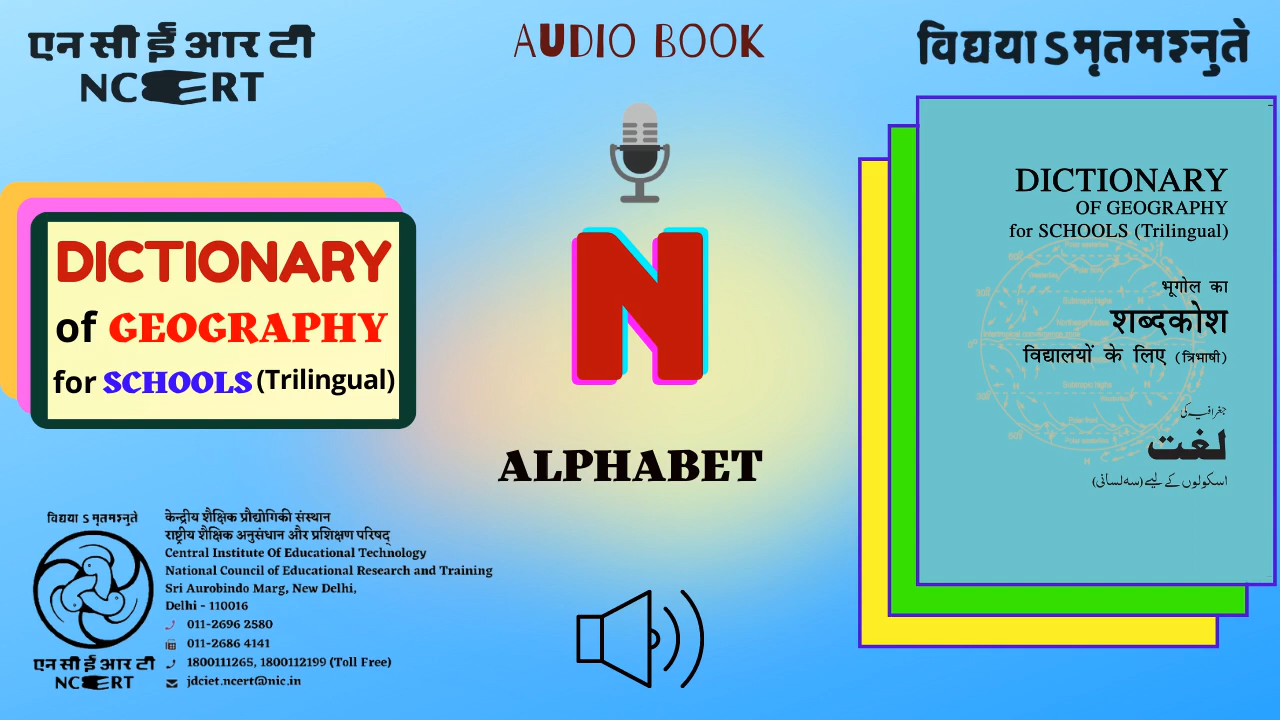 एन सी ई आर टी
NCERT
AUDIO BOOK
विद्यया ऽ मृतमश्नुते
DICTIONARY
of GEOGRAPHY
for SCHOOLS (Trilingual)
N
ALPHABET
DICTIONARY
OF GEOGRAPHY
for SCHOOLS (Trilingual)
भूगोल का
शब्दकोश
विद्यालयों के लिए (त्रिभाषी)
جغرافیہ کی
لغت
اسکولوں کے لیے (سہ لسانی)
विद्यया ऽ मृतमश्नुते
एन सी ई आर टी
NCERT
केन्द्रीय शैक्षिक प्रौद्योगिकी संस्थान
राष्ट्रीय शैक्षिक अनुसंधान और प्रशिक्षण परिषद्
Central Institute Of Educational Technology
National Council of Educational Research and Training
Sri Aurobindo Marg, New Delhi,
Delhi - 110016
011-2696 2580
011-2686 4141
1800111265, 1800112199 (Toll Free)
jdciet.ncert@nic.in